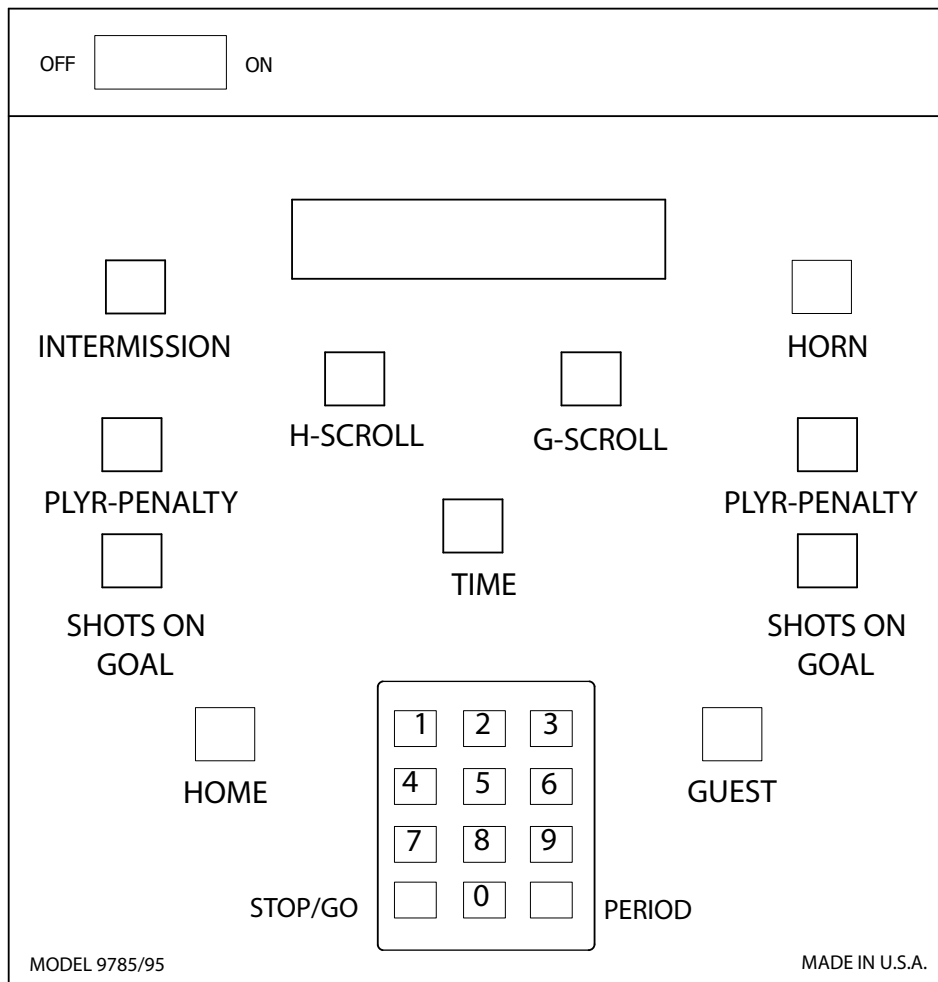 OFF ON
INTERMISSION
HORN
H-SCROLL
G-SCROLL
PLYR-PENALTY
PLYR-PENALTY
TIME
SHOTS ON
GOAL
SHOTS ON
GOAL
1 2 3
HOME
4 5 6
GUEST
7 8 9
STOP/GO
0
PERIOD
MODEL 9785/95
MADE IN U.S.A.